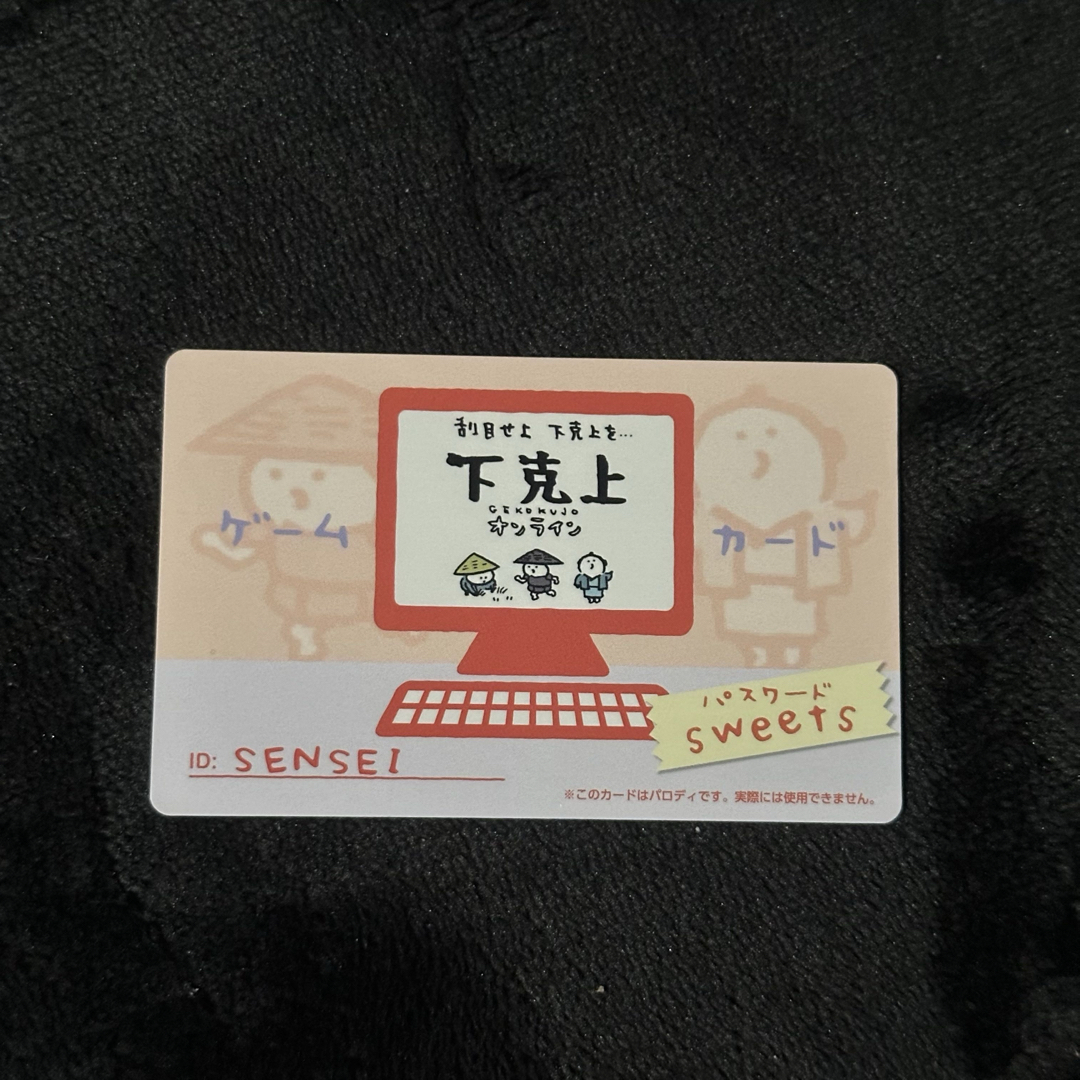 刮目せよ 下克上を…
下克上
GEKOKUJO
オンライン
ゲーム カード
パスワード
sweets
ID: SENSEI
※このカードはパロディです。実際には使用できません。